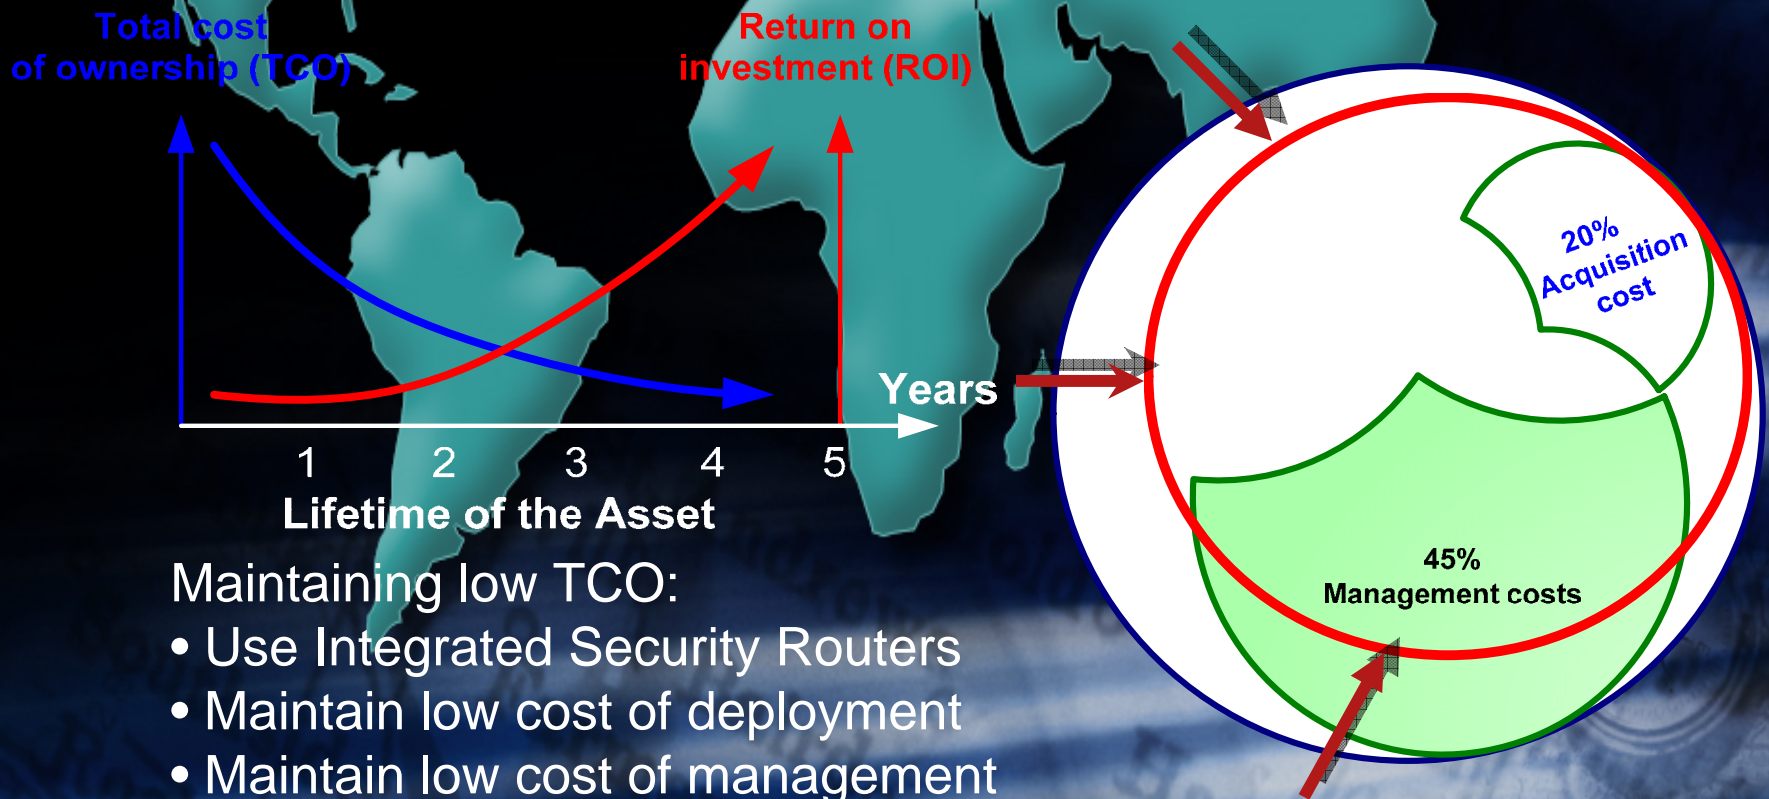 Total cost
of ownership (TCO)
Return on
investment (ROI)
Years
1 2 3 4 5
Lifetime of the Asset
Maintaining low TCO:
• Use Integrated Security Routers
• Maintain low cost of deployment
• Maintain low cost of management
20%
Acquisition
cost
45%
Management costs